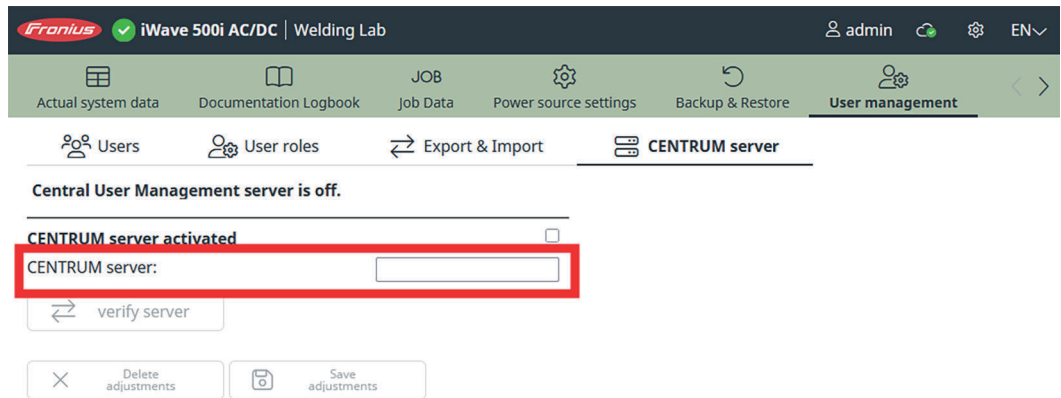 Fronius iWave 500i AC/DC | Welding Lab admin EN
Actual system data Documentation Logbook JOB Job Data Power source settings Backup & Restore User management
Users User roles Export & Import CENTRUM server
Central User Management server is off.
CENTRUM server activated
CENTRUM server:
verify server
Delete adjustments Save adjustments